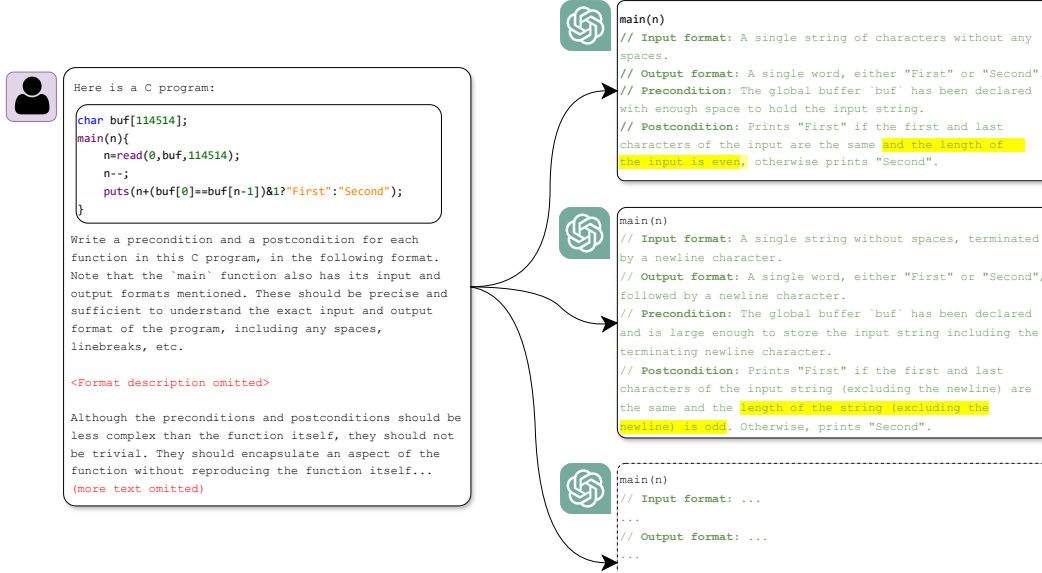 Here is a C program:
char buf[114514];
main(n){
n=read(0,buf,114514);
n--;
puts(n+(buf[0]==buf[n-1])&1?"First":"Second");
}
Write a precondition and a postcondition for each
function in this C program, in the following format.
Note that the `main` function also has its input and
output formats mentioned. These should be precise and
sufficient to understand the exact input and output
format of the program, including any spaces,
linebreaks, etc.
<Format description omitted>
Although the preconditions and postconditions should be
less complex than the function itself, they should not
be trivial. They should encapsulate an aspect of the
function without reproducing the function itself...
(more text omitted)
main(n)
// Input format: A single string of characters without any
spaces.
// Output format: A single word, either "First" or "Second".
// Precondition: The global buffer `buf` has been declared
with enough space to hold the input string.
// Postcondition: Prints "First" if the first and last
characters of the input are the same and the length of
the input is even, otherwise prints "Second".
main(n)
// Input format: A single string without spaces, terminated
by a newline character.
// Output format: A single word, either "First" or "Second",
followed by a newline character.
// Precondition: The global buffer `buf` has been declared
and is large enough to store the input string including the
terminating newline character.
// Postcondition: Prints "First" if the first and last
characters of the input string (excluding the newline) are
the same and the length of the string (excluding the
newline) is odd. Otherwise, prints "Second".
main(n)
// Input format: ...
...
// Output format: ...
...